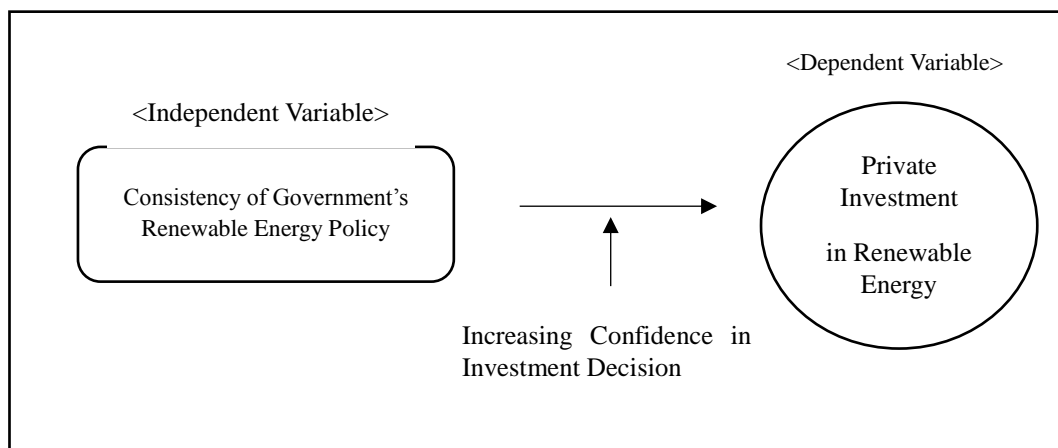 <Dependent Variable>
<Independent Variable>
Consistency of Government’s
Renewable Energy Policy
Private
Investment
in Renewable
Energy
Increasing Confidence in
Investment Decision